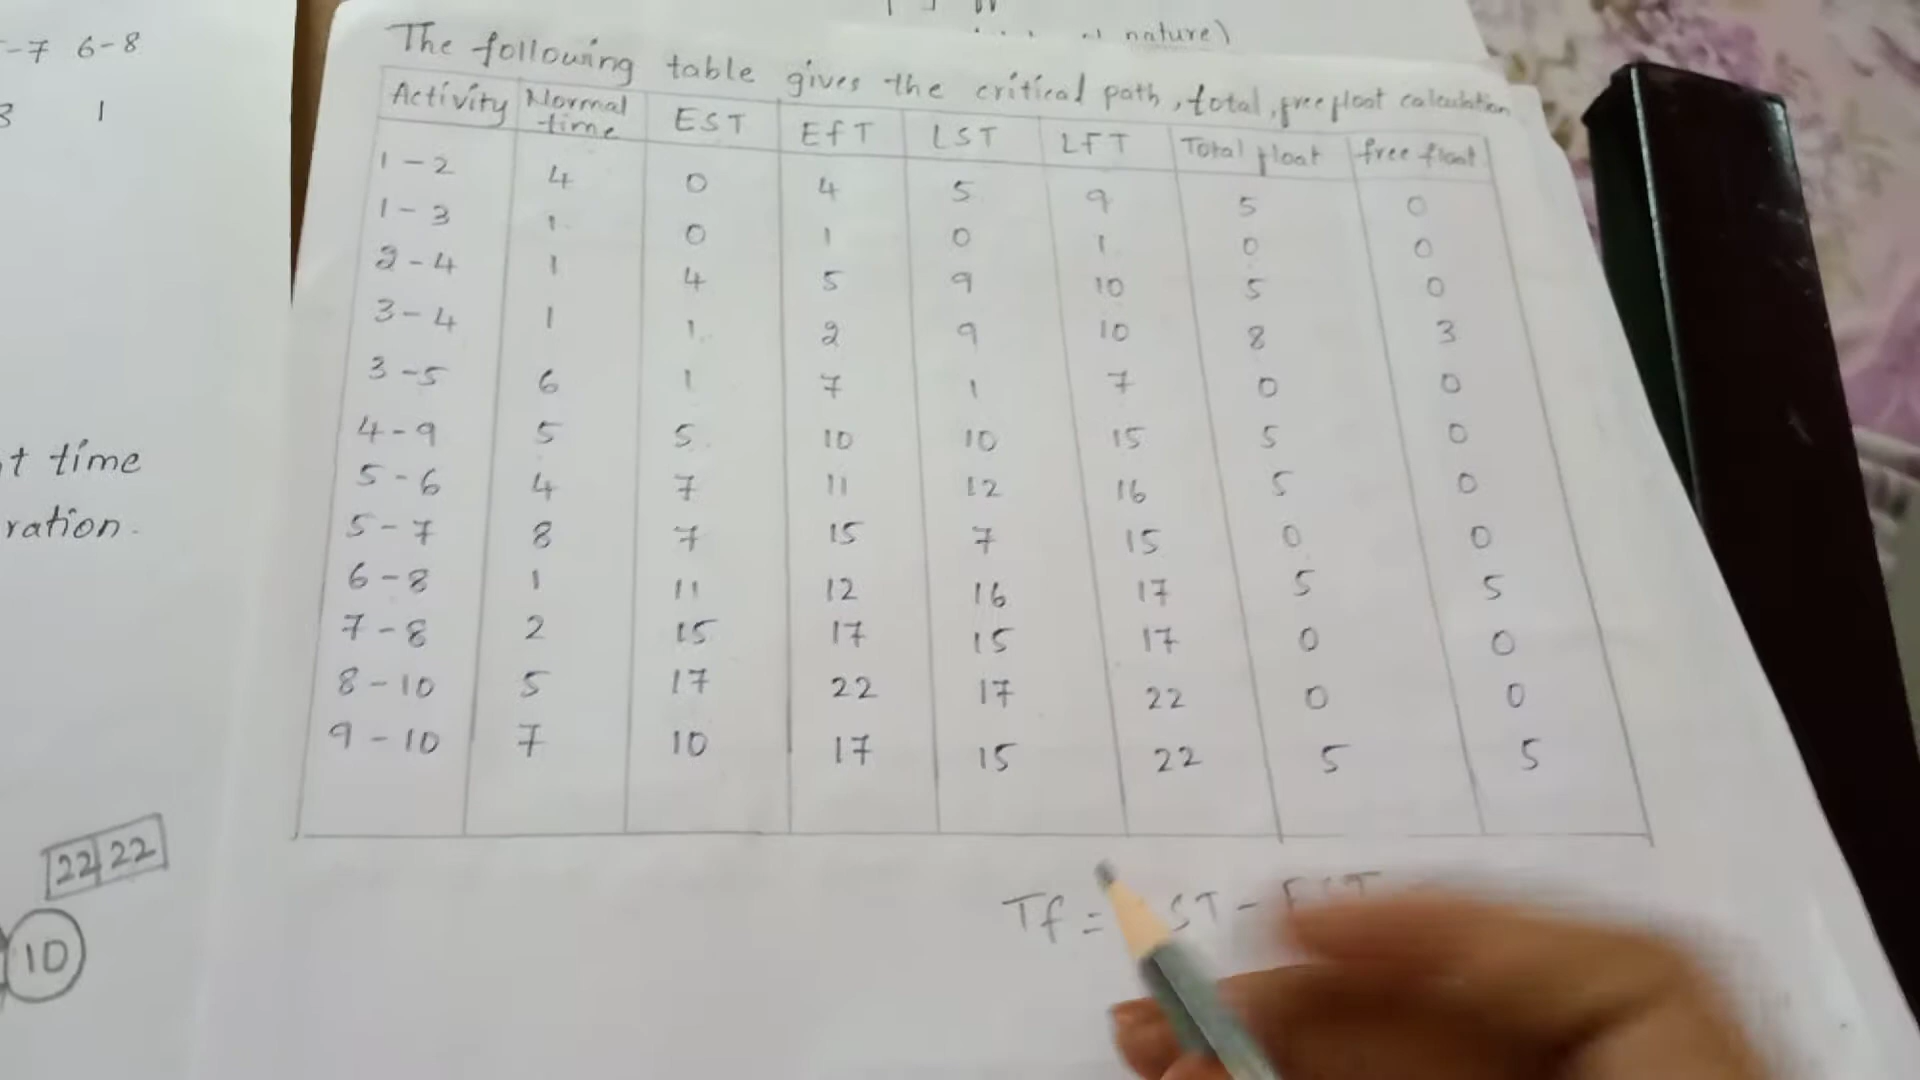 nature)
-7 6-8
3 1
t time
ration.
22 22
10
The following table gives the critical path, total, free float calculation
Activity Normal time EST EFT LST LFT Total float free float
1-2 4 0 4 5 9 5 0
1-3 1 0 1 0 1 0 0
2-4 1 4 5 9 10 5 0
3-4 1 1 2 9 10 8 3
3-5 6 1 7 1 7 0 0
4-9 5 5 10 10 15 5 0
5-6 4 7 11 12 16 5 0
5-7 8 7 15 7 15 0 0
6-8 1 11 12 16 17 5 5
7-8 2 15 17 15 17 0 0
8-10 5 17 22 17 22 0 0
9-10 7 10 17 15 22 5 5
Tf = ST - EST